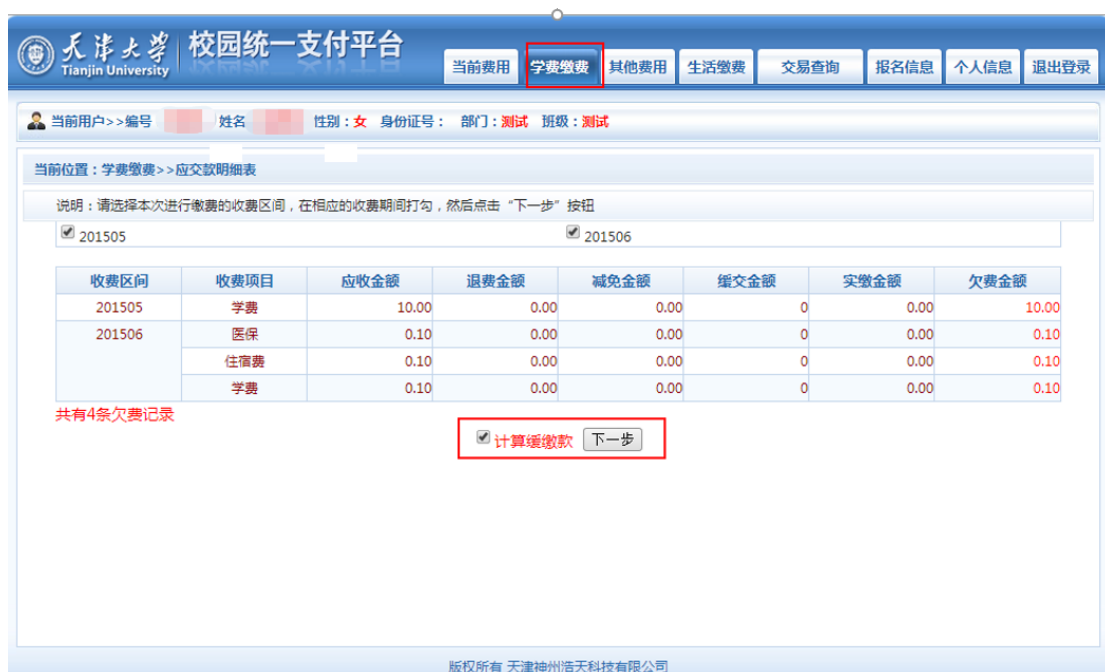 天津大学 校园统一支付平台
Tianjin University
当前费用 学费缴费 其他费用 生活缴费 交易查询 报名信息 个人信息 退出登录
当前用户>>编号 姓名 性别：女 身份证号： 部门：测试 班级：测试
当前位置：学费缴费>>应交款明细表
说明：请选择本次进行缴费的收费区间，在相应的收费期间打勾，然后点击“下一步”按钮
201505 201506
收费区间 收费项目 应收金额 退费金额 减免金额 缓交金额 实缴金额 欠费金额
201505 学费 10.00 0.00 0.00 0 0.00 10.00
201506 医保 0.10 0.00 0.00 0 0.00 0.10
住宿费 0.10 0.00 0.00 0 0.00 0.10
学费 0.10 0.00 0.00 0 0.00 0.10
共有4条欠费记录
计算缓缴款 下一步
版权所有 天津神州浩天科技有限公司